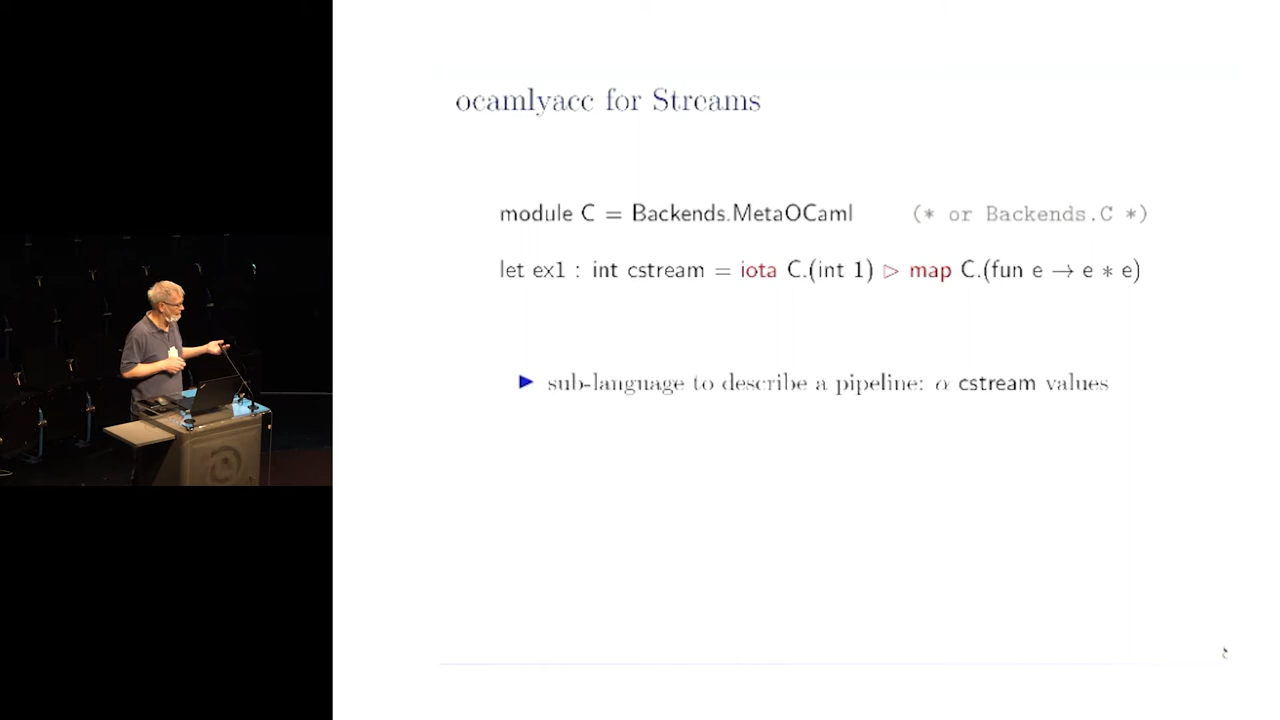 ocamlyacc for Streams
module C = Backends.MetaOCaml (* or Backends.C *)
let ex1 : int cstream = iota C.(int 1) ▷ map C.(fun e → e * e)
▶ sub-language to describe a pipeline: α cstream values